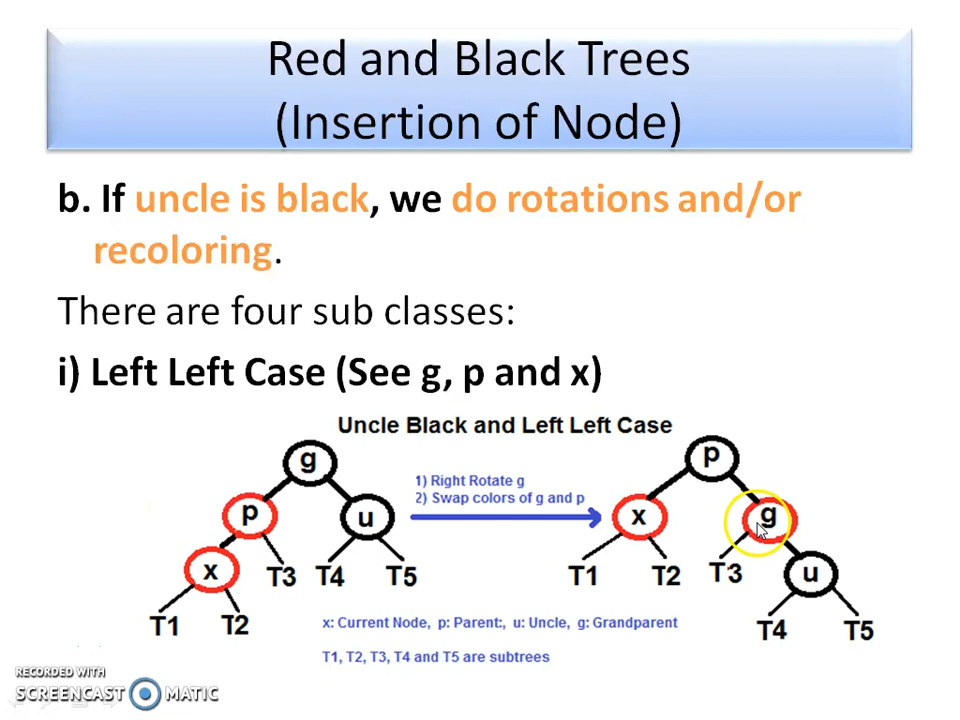 Red and Black Trees
(Insertion of Node)
b. If uncle is black, we do rotations and/or
recoloring.
There are four sub classes:
i) Left Left Case (See g, p and x)
Uncle Black and Left Left Case
g
p
1) Right Rotate g
2) Swap colors of g and p
p
u
x
g
x
T3
T4
T5
T1
T2
T3
u
T1
T2
x: Current Node, p: Parent:, u: Uncle, g: Grandparent
T4
T5
T1, T2, T3, T4 and T5 are subtrees
RECORDED WITH
SCREENCAST MATIC